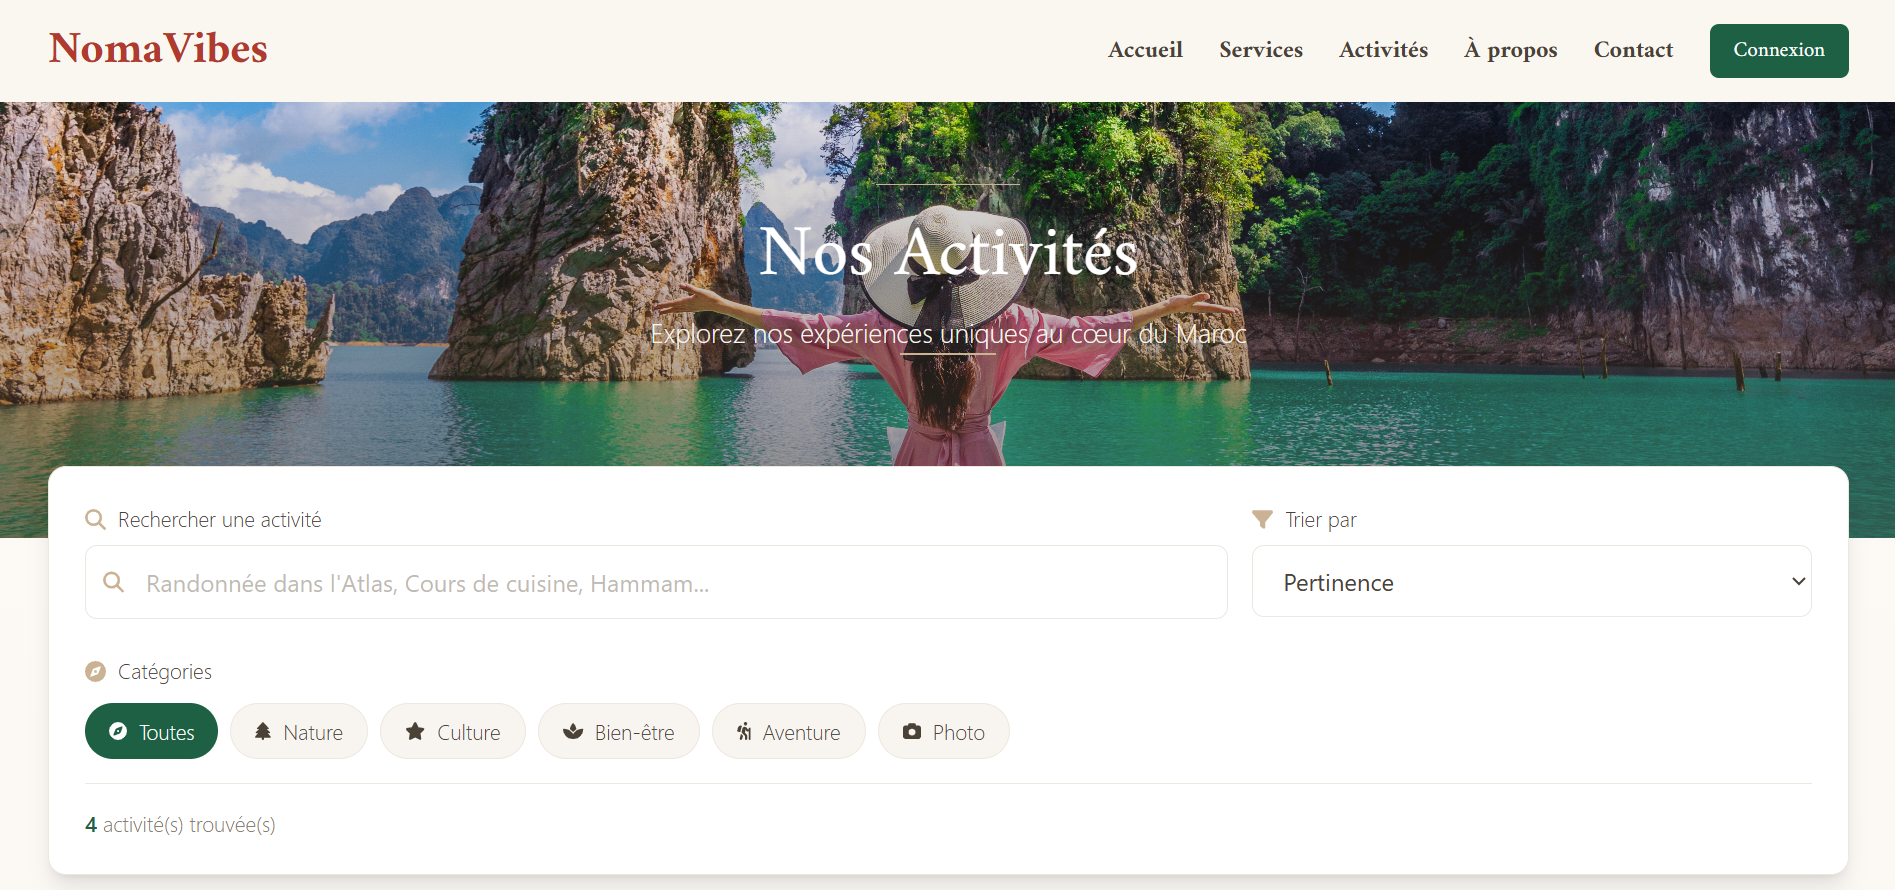 NomaVibes
Accueil Services Activités À propos Contact Connexion
Nos Activités
Explorez nos expériences uniques au cœur du Maroc
Rechercher une activité
Trier par
Randonnée dans l'Atlas, Cours de cuisine, Hammam...
Pertinence
Catégories
Toutes Nature Culture Bien-être Aventure Photo
4 activité(s) trouvée(s)